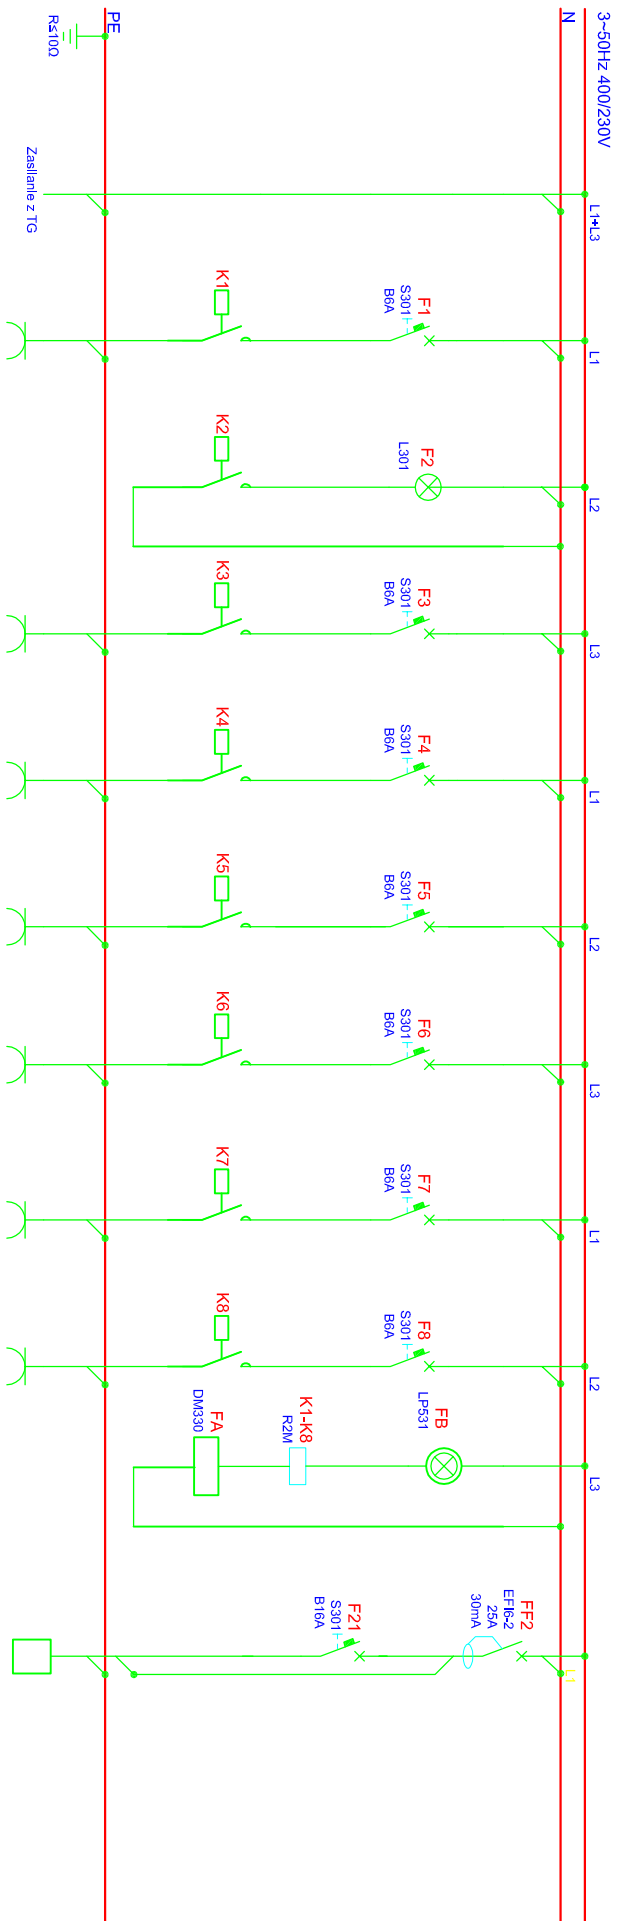 3~50Hz 400/230V
N
PE
R≤10Ω
L1÷L3
Zasilanie z TG
L1
F1
S301
B6A
K1
L2
F2
L301
K2
L3
F3
S301
B6A
K3
L1
F4
S301
B6A
K4
L2
F5
S301
B6A
K5
L3
F6
S301
B6A
K6
L1
F7
S301
B6A
K7
L2
F8
S301
B6A
K8
L3
FB
LP531
K1-K8
R2M
FA
DM330
L1
FF2
EFI6-2
25A
30mA
F21
S301
B16A